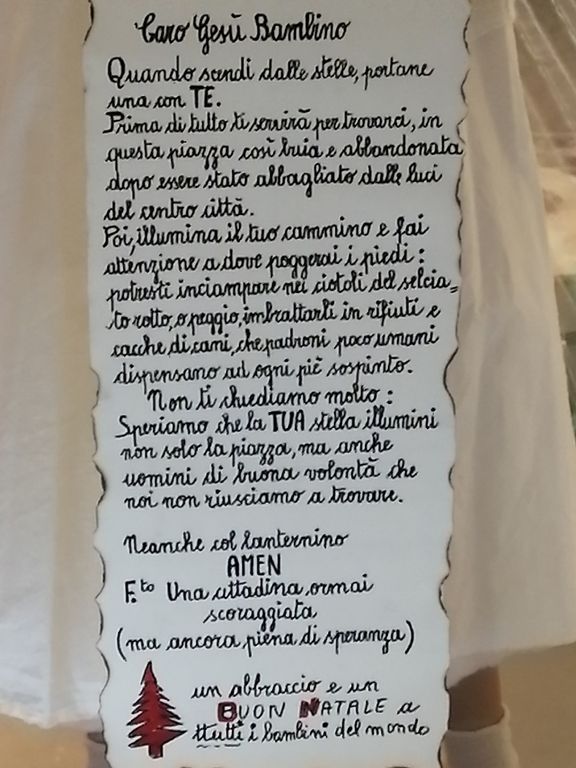 Caro Gesù Bambino
Quando scendi dalle stelle, portane
una con TE.
Prima di tutto ti servirà per trovarci, in
questa piazza così buia e abbandonata
dopo essere stato abbagliato dalle luci
del centro città.
Poi, illumina il tuo cammino e fai
attenzione a dove poggerai i piedi:
potresti inciampare nei ciotoli del selcia=
to rotto, o peggio, imbrattarti in rifiuti e
cacche di cani, che padroni poco umani
dispensano ad ogni piè sospinto.
Non ti chiediamo molto:
Speriamo che la TUA stella illumini
non solo la piazza, ma anche
uomini di buona volontà che
noi non riusciamo a trovare.
Neanche col lanternino
AMEN
F.to Una cittadina ormai
scoraggiata
(ma ancora piena di speranza)
un abbraccio e un
BUON NATALE a
ttutti i bambini del mondo